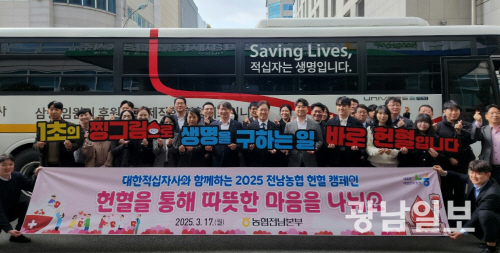 Saving Lives,
적십자는 생명입니다.
UNIVERSE
1초의 찡그림으로 생명을 구하는 일 바로 헌혈입니다
대한적십자사와 함께하는 2025 전남농협 헌혈 캠페인
헌혈을 통해 따뜻한 마음을 나눠요
2025. 3. 17.(월) 농협전남본부
광남일보